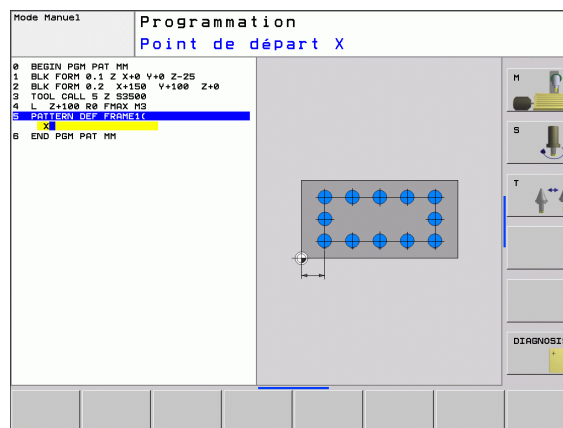 Mode Manuel
Programmation
Point de départ X
0 BEGIN PGM PAT MM
1 BLK FORM 0.1 Z X+0 Y+0 Z-25
2 BLK FORM 0.2 X+150 Y+100 Z+0
3 TOOL CALL 5 Z S3500
4 L Z+100 R0 FMAX M3
5 PATTERN DEF FRAME1(
X
6 END PGM PAT MM
M
S
T
DIAGNOSI